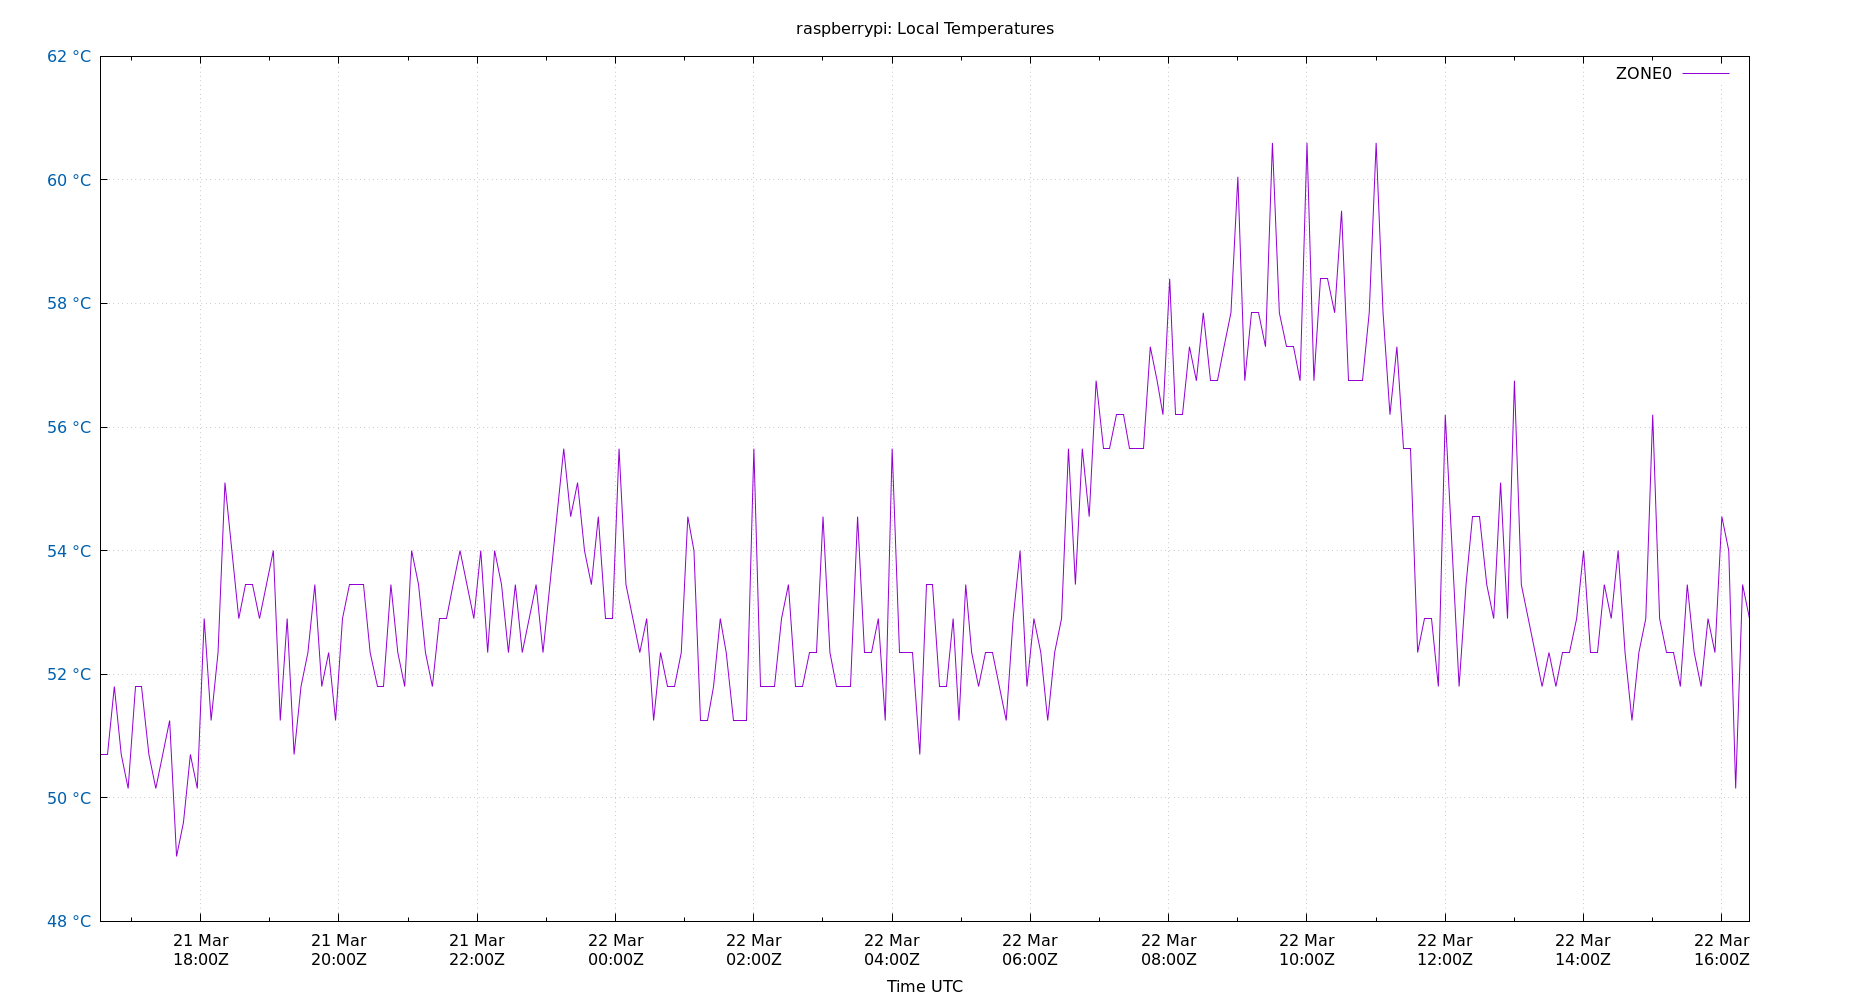 raspberrypi: Local Temperatures
62 °C
ZONE0
60 °C
58 °C
56 °C
54 °C
52 °C
50 °C
48 °C
21 Mar 21 Mar 21 Mar 22 Mar 22 Mar 22 Mar 22 Mar 22 Mar 22 Mar 22 Mar 22 Mar 22 Mar
18:00Z 20:00Z 22:00Z 00:00Z 02:00Z 04:00Z 06:00Z 08:00Z 10:00Z 12:00Z 14:00Z 16:00Z
Time UTC